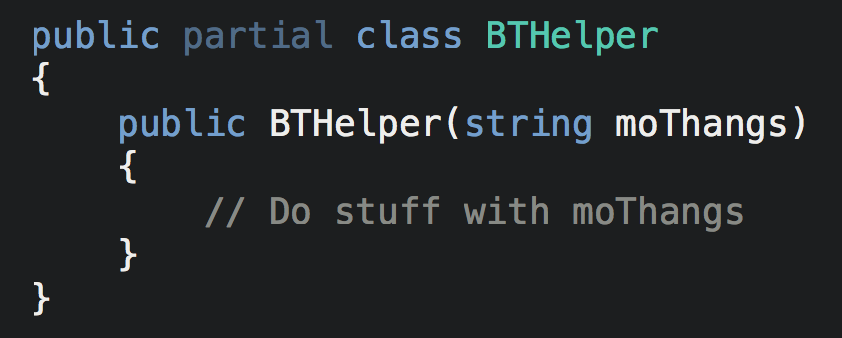 public partial class BTHelper
{
    public BTHelper(string moThangs)
    {
        // Do stuff with moThangs
    }
}